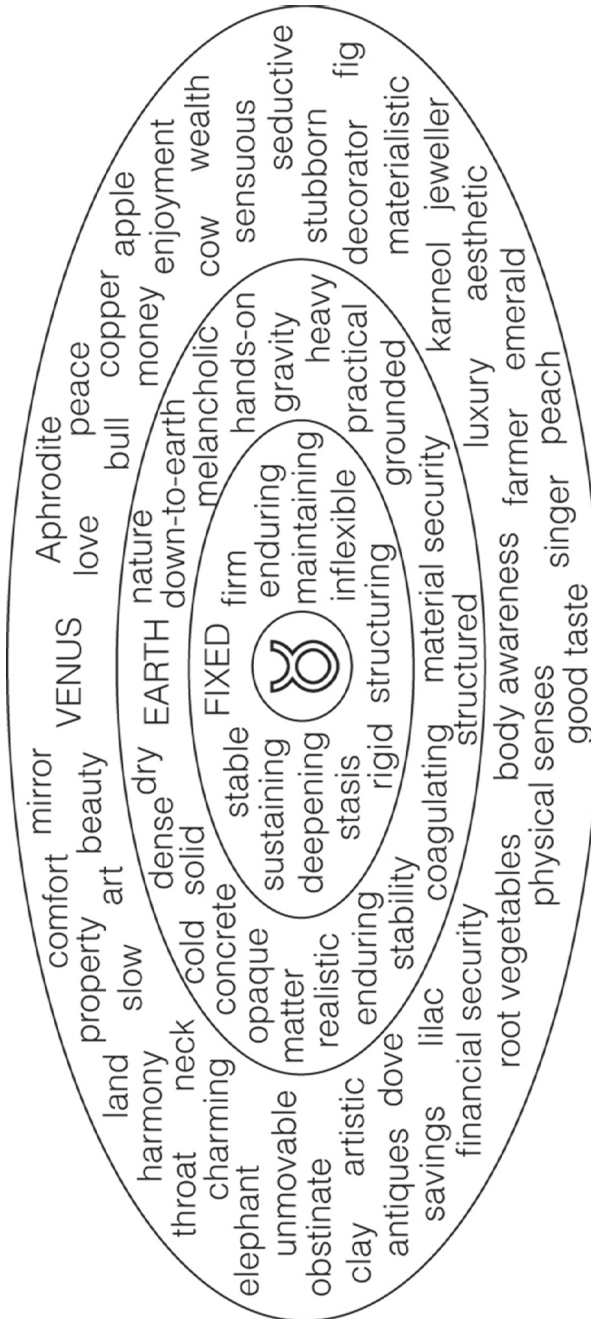 VENUS
Aphrodite
love
peace
bull
copper
money
apple
enjoyment
cow
wealth
sensuous
seductive
stubborn
decorator
fig
materialistic
karneol
jeweller
aesthetic
luxury
emerald
farmer
peach
singer
body awareness
good taste
physical senses
root vegetables
financial security
lilac
savings
dove
antiques
clay
artistic
obstinate
unmovable
elephant
charming
throat
neck
harmony
land
slow
property
art
comfort
beauty
mirror
EARTH
nature
down-to-earth
melancholic
hands-on
gravity
heavy
practical
grounded
material security
structured
coagulating
stability
enduring
realistic
matter
opaque
concrete
cold
solid
dense
dry
FIXED
firm
enduring
maintaining
inflexible
structuring
rigid
stasis
deepening
sustaining
stable
♉